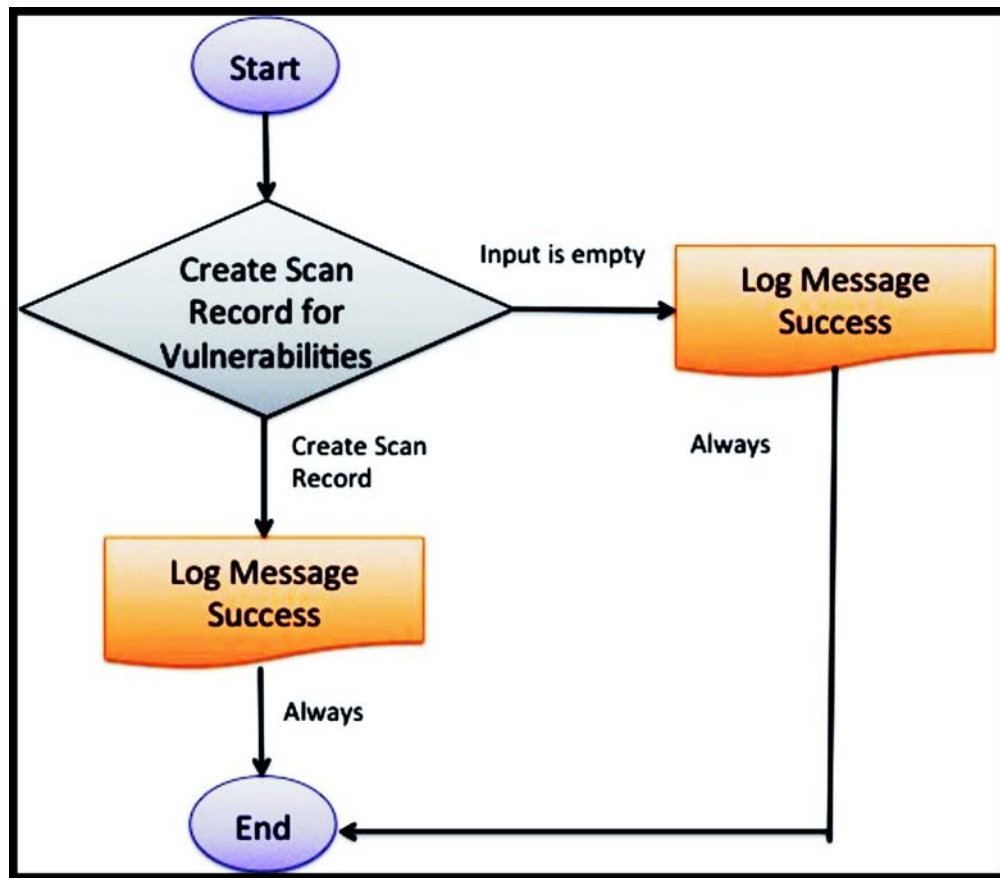 Start
Create Scan
Record for
Vulnerabilities
Input is empty
Log Message
Success
Always
Create Scan
Record
Log Message
Success
Always
End